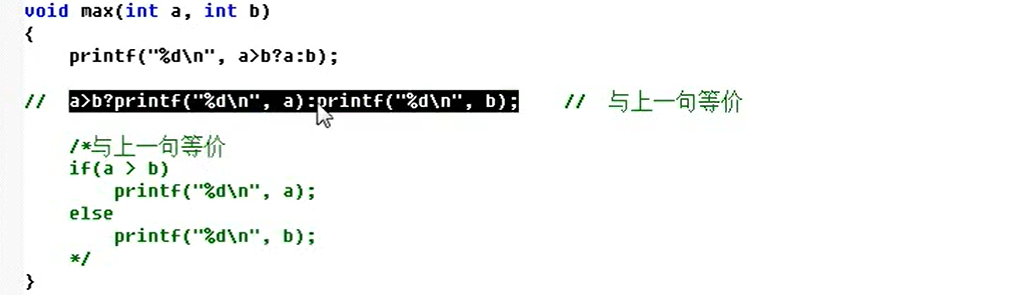 void max(int a, int b)
{
    printf("%d\n", a>b?a:b);
//  a>b?printf("%d\n", a):printf("%d\n", b);    //  与上一句等价
    /*与上一句等价
    if(a > b)
        printf("%d\n", a);
    else
        printf("%d\n", b);
    */
}